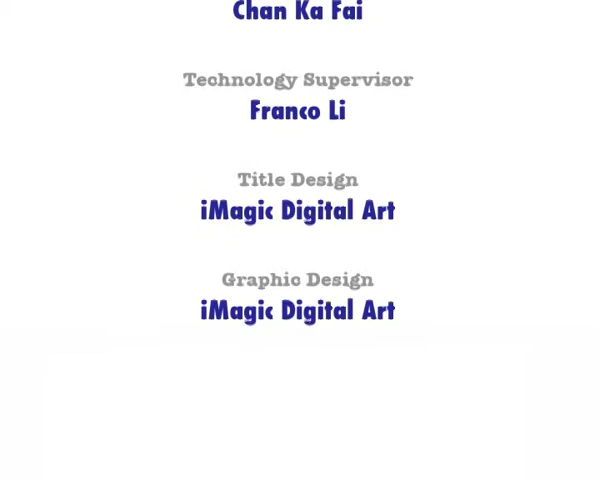 Chan Ka Fai
Technology Supervisor
Franco Li
Title Design
iMagic Digital Art
Graphic Design
iMagic Digital Art